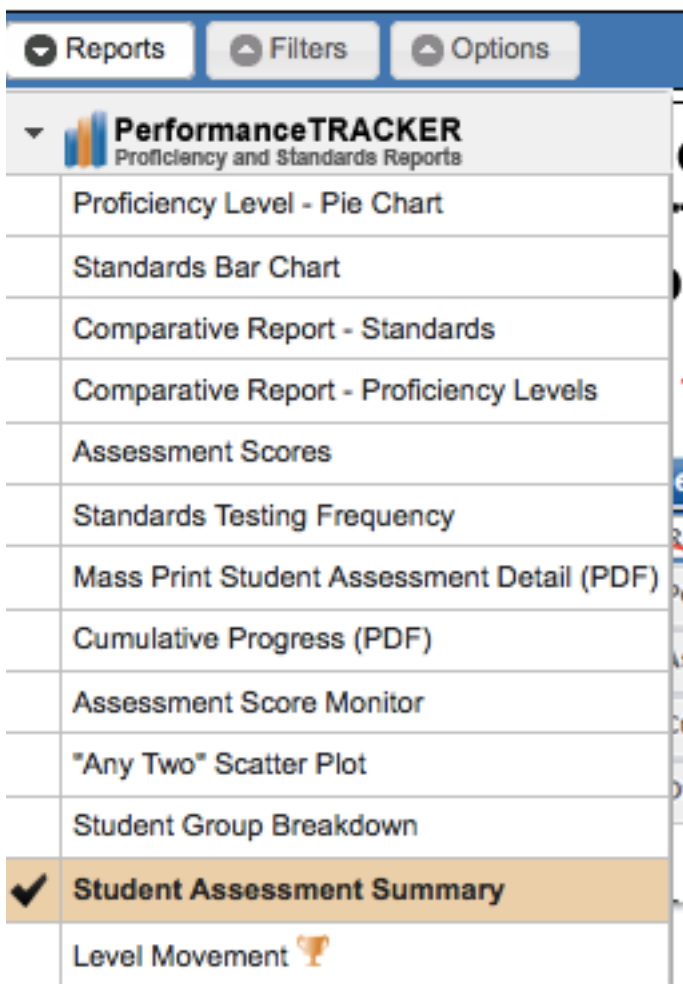 Reports Filters Options
PerformanceTRACKER
Proficiency and Standards Reports
Proficiency Level - Pie Chart
Standards Bar Chart
Comparative Report - Standards
Comparative Report - Proficiency Levels
Assessment Scores
Standards Testing Frequency
Mass Print Student Assessment Detail (PDF)
Cumulative Progress (PDF)
Assessment Score Monitor
"Any Two" Scatter Plot
Student Group Breakdown
Student Assessment Summary
Level Movement